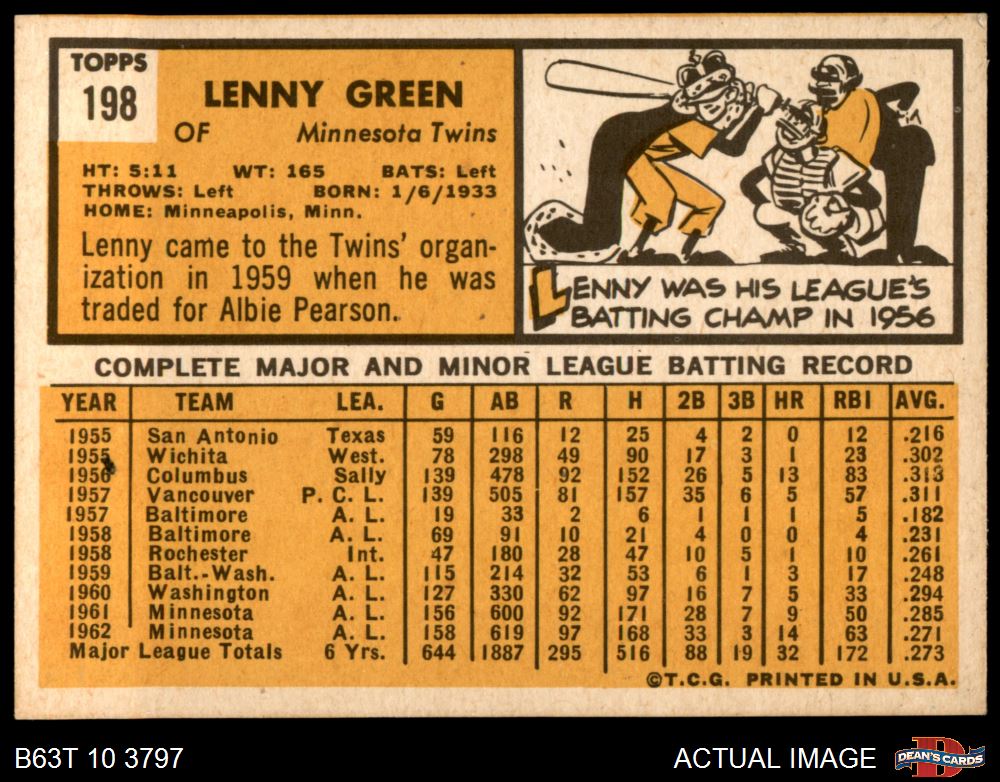 TOPPS
198
LENNY GREEN
OF Minnesota Twins
HT: 5:11 WT: 165 BATS: Left
THROWS: Left BORN: 1/6/1933
HOME: Minneapolis, Minn.
Lenny came to the Twins' organ-
ization in 1959 when he was
traded for Albie Pearson.
LENNY WAS HIS LEAGUE'S
BATTING CHAMP IN 1956
COMPLETE MAJOR AND MINOR LEAGUE BATTING RECORD
YEAR TEAM LEA. G AB R H 2B 3B HR RBI AVG.
1955 San Antonio Texas 59 116 12 25 4 2 0 12 .216
1955 Wichita West. 78 298 49 90 17 3 1 23 .302
1956 Columbus Sally 139 478 92 152 26 5 13 83 .313
1957 Vancouver P. C. L. 139 505 81 157 35 6 5 57 .311
1957 Baltimore A. L. 19 33 2 6 1 1 1 5 .182
1958 Baltimore A. L. 69 91 10 21 4 0 0 4 .231
1958 Rochester Int. 47 180 28 47 10 5 1 10 .261
1959 Balt.-Wash. A. L. 115 214 32 53 6 1 3 17 .248
1960 Washington A. L. 127 330 62 97 16 7 5 33 .294
1961 Minnesota A. L. 156 600 92 171 28 7 9 50 .285
1962 Minnesota A. L. 158 619 97 168 33 3 14 63 .271
Major League Totals 6 Yrs. 644 1887 295 516 88 19 32 172 .273
©T.C.G. PRINTED IN U.S.A.
B63T 10 3797 ACTUAL IMAGE D DEAN'S CARDS